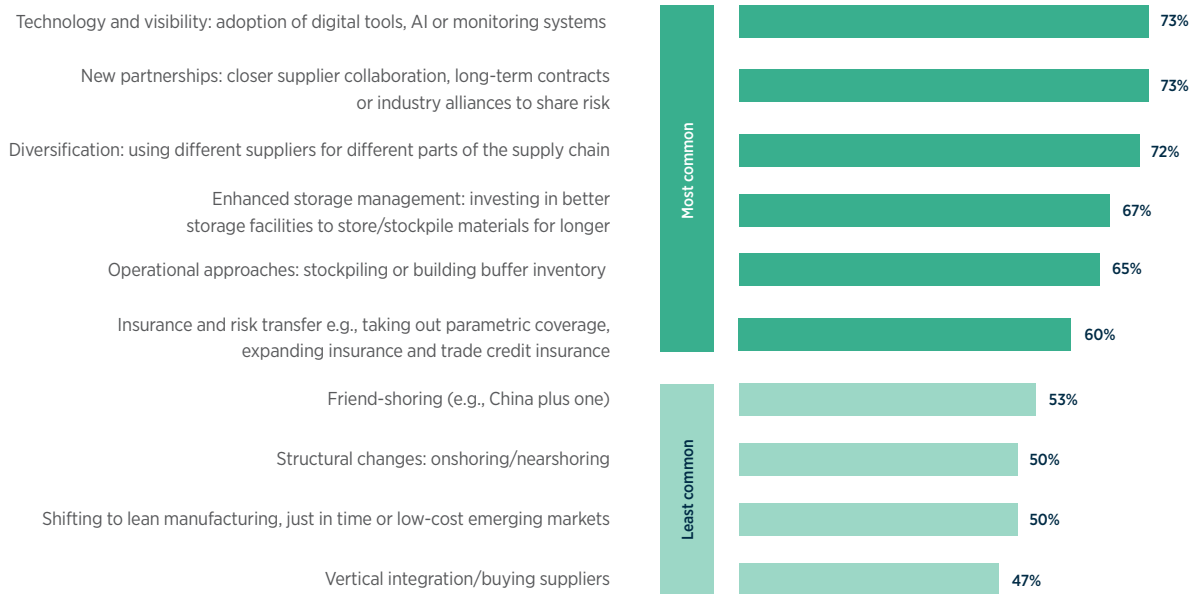 Technology and visibility: adoption of digital tools, AI or monitoring systems
73%
New partnerships: closer supplier collaboration, long-term contracts
or industry alliances to share risk
73%
Diversification: using different suppliers for different parts of the supply chain
72%
Enhanced storage management: investing in better
storage facilities to store/stockpile materials for longer
67%
Operational approaches: stockpiling or building buffer inventory
65%
Insurance and risk transfer e.g., taking out parametric coverage,
expanding insurance and trade credit insurance
60%
Most common
Friend-shoring (e.g., China plus one)
53%
Structural changes: onshoring/nearshoring
50%
Shifting to lean manufacturing, just in time or low-cost emerging markets
50%
Vertical integration/buying suppliers
47%
Least common